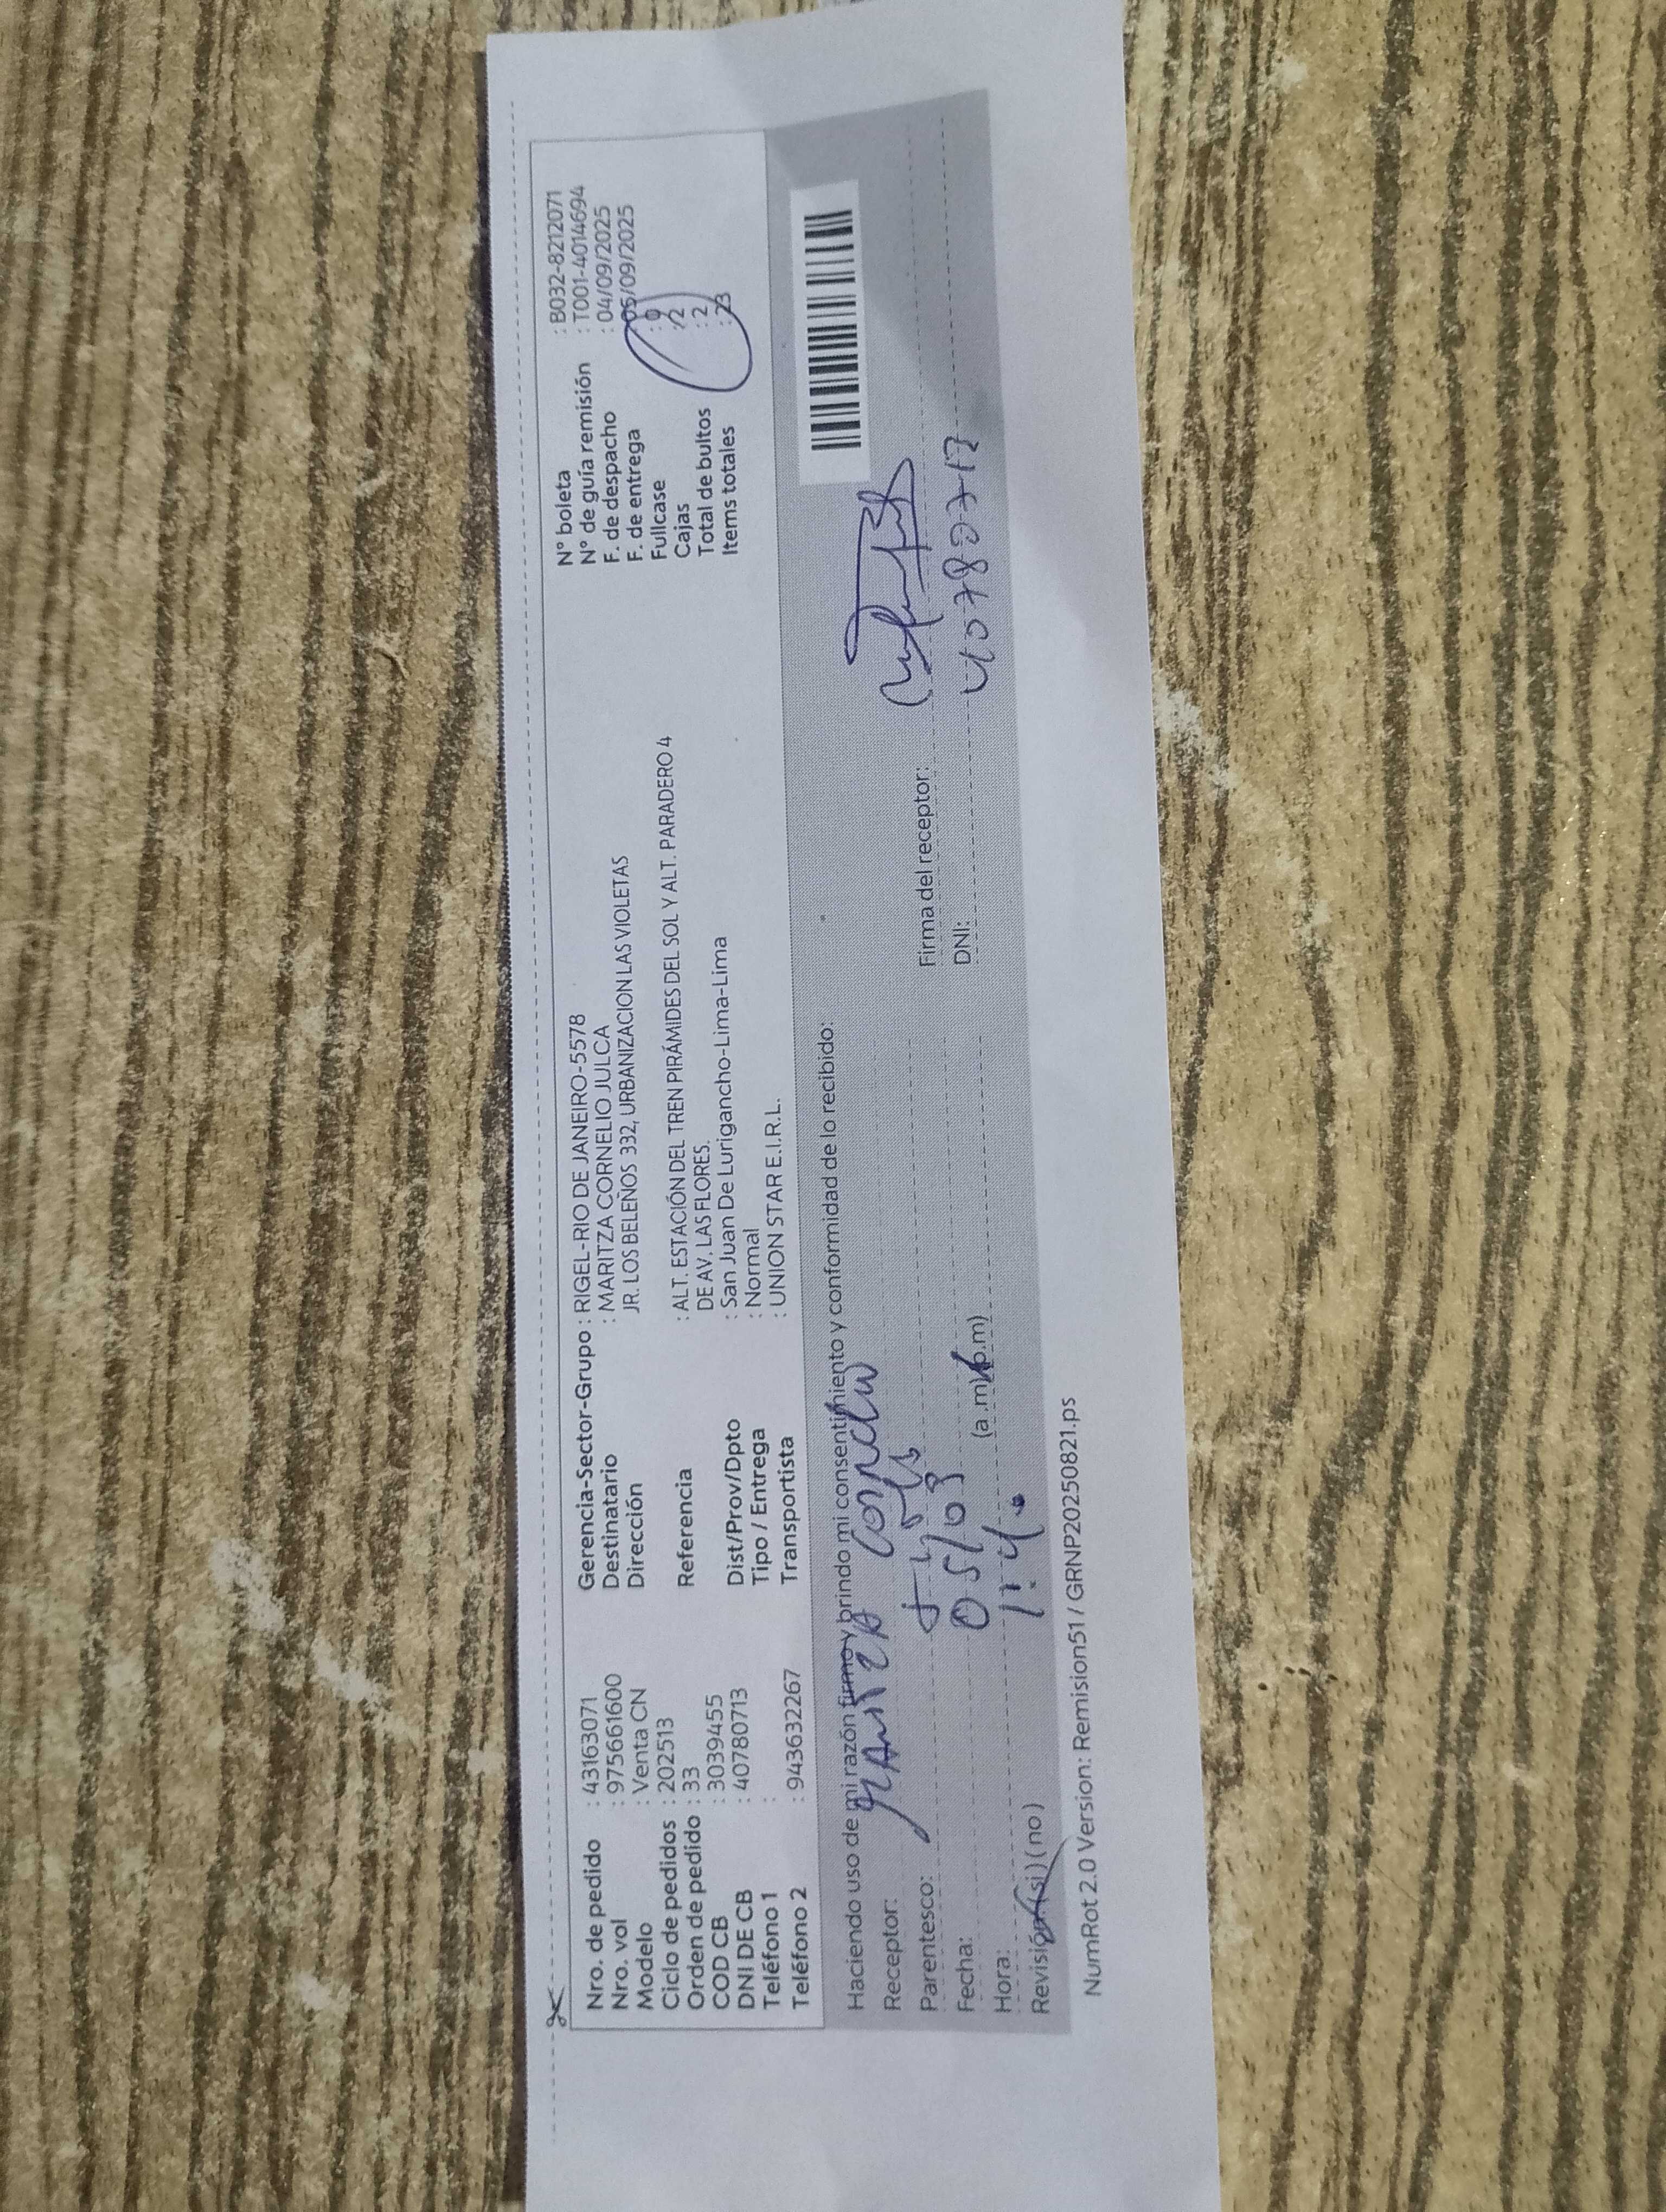 Nro. de pedido : 43163071
Nro. vol : 975661600
Modelo : Venta CN
Ciclo de pedidos : 202513
Orden de pedido : 33
COD CB : 3039455
DNI DE CB : 40780713
Teléfono 1 :
Teléfono 2 : 943632267
Gerencia-Sector-Grupo : RIGEL-RIO DE JANEIRO-5578
Destinatario : MARITZA CORNELIO JULCA
Dirección JR. LOS BELEÑOS 332, URBANIZACION LAS VIOLETAS
Referencia : ALT. ESTACIÓN DEL TREN PIRÁMIDES DEL SOL Y ALT. PARADERO 4
DE AV. LAS FLORES.
Dist/Prov/Dpto : San Juan De Lurigancho-Lima-Lima
Tipo / Entrega : Normal
Transportista : UNION STAR E.I.R.L.
N° boleta : B032-8212071
N° de guía remisión : T001-4014694
F. de despacho : 04/09/2025
F. de entrega : 05/09/2025
Fullcase : 0
Cajas : 2
Total de bultos : 2
Items totales : 23
Haciendo uso de mi razón firmo y brindo mi consentimiento y conformidad de lo recibido:
Receptor:
Parentesco:
Fecha:
Hora: (a.m) (p.m)
Revisión (si) (no)
Firma del receptor:
DNI: 40780713
NumRot 2.0 Version: Remision51 / GRNP20250821.ps